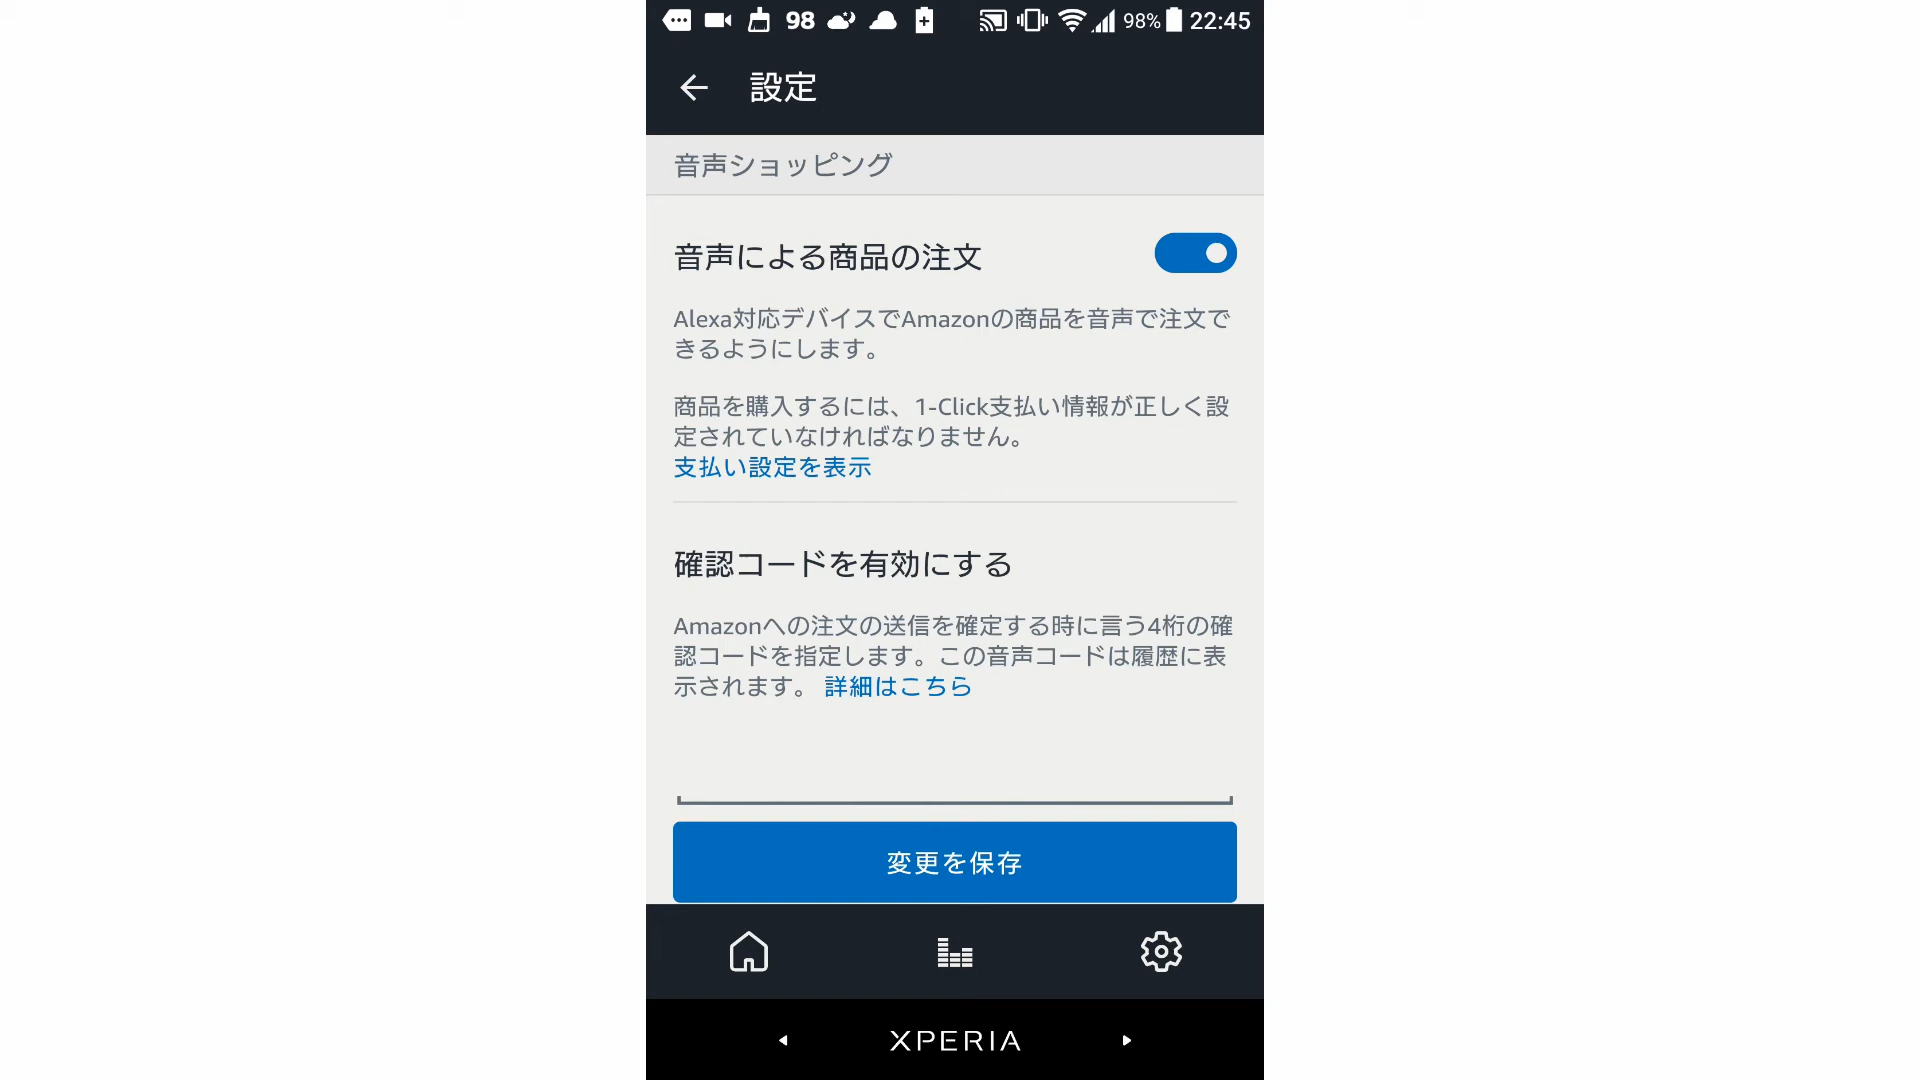 98 98% 22:45
設定
音声ショッピング
音声による商品の注文
Alexa対応デバイスでAmazonの商品を音声で注文で
きるようにします。
商品を購入するには、1-Click支払い情報が正しく設
定されていなければなりません。
支払い設定を表示
確認コードを有効にする
Amazonへの注文の送信を確定する時に言う4桁の確
認コードを指定します。この音声コードは履歴に表
示されます。 詳細はこちら
変更を保存
XPERIA